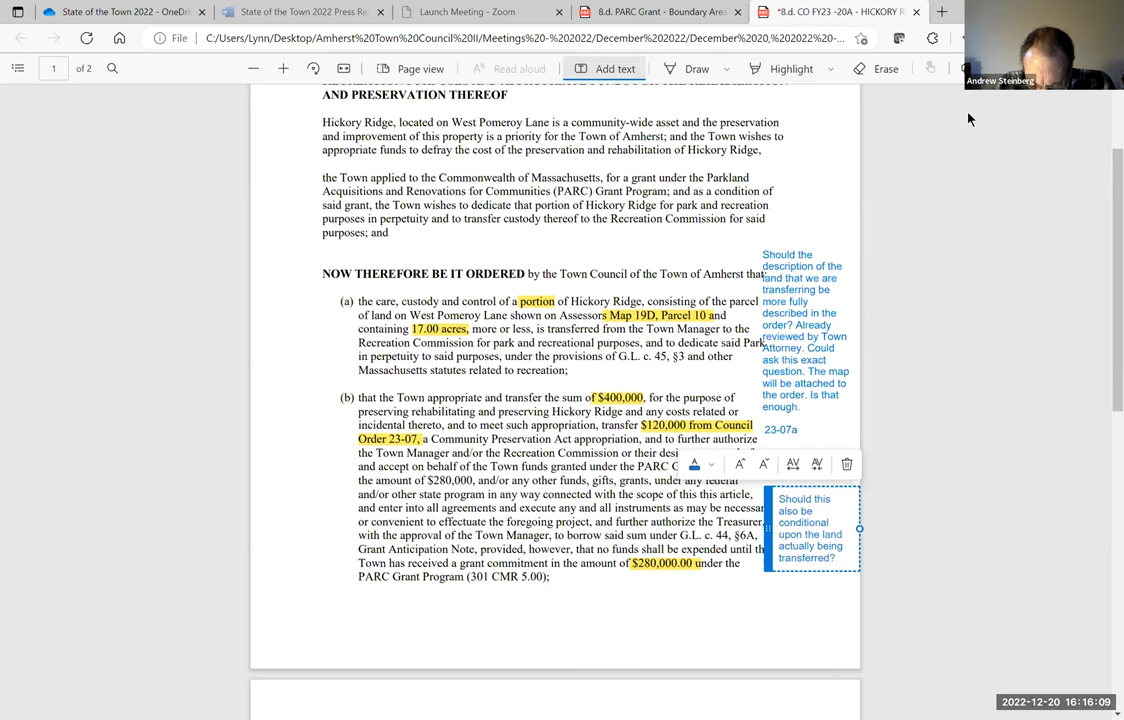 State of the Town 2022 - OneDri
State of the Town 2022 Press Re
Launch Meeting - Zoom
8.d. PARC Grant - Boundary Area
*8.d. CO FY23 -20A - HICKORY R
File
C:/Users/Lynn/Desktop/Amherst%20Town%20Council%20II/Meetings%20-%202022/December%202022/December%20,%202022%20-...
1 of 2
Page view
Read aloud
Add text
Draw
Highlight
Erase
Andrew Steinberg
AND PRESERVATION THEREOF
Hickory Ridge, located on West Pomeroy Lane is a community-wide asset and the preservation
and improvement of this property is a priority for the Town of Amherst; and the Town wishes to
appropriate funds to defray the cost of the preservation and rehabilitation of Hickory Ridge,
the Town applied to the Commonwealth of Massachusetts, for a grant under the Parkland
Acquisitions and Renovations for Communities (PARC) Grant Program; and as a condition of
said grant, the Town wishes to dedicate that portion of Hickory Ridge for park and recreation
purposes in perpetuity and to transfer custody thereof to the Recreation Commission for said
purposes; and
NOW THEREFORE BE IT ORDERED by the Town Council of the Town of Amherst that:
(a) the care, custody and control of a portion of Hickory Ridge, consisting of the parcel
of land on West Pomeroy Lane shown on Assessors Map 19D, Parcel 10 and
containing 17.00 acres, more or less, is transferred from the Town Manager to the
Recreation Commission for park and recreational purposes, and to dedicate said Park
in perpetuity to said purposes, under the provisions of G.L. c. 45, §3 and other
Massachusetts statutes related to recreation;
(b) that the Town appropriate and transfer the sum of $400,000, for the purpose of
preserving rehabilitating and preserving Hickory Ridge and any costs related or
incidental thereto, and to meet such appropriation, transfer $120,000 from Council
Order 23-07, a Community Preservation Act appropriation, and to further authorize
the Town Manager and/or the Recreation Commission or their desi
and accept on behalf of the Town funds granted under the PARC G
the amount of $280,000, and/or any other funds, gifts, grants, under any federal
and/or other state program in any way connected with the scope of this this article,
and enter into all agreements and execute any and all instruments as may be necessar
or convenient to effectuate the foregoing project, and further authorize the Treasurer,
with the approval of the Town Manager, to borrow said sum under G.L. c. 44, §6A,
Grant Anticipation Note, provided, however, that no funds shall be expended until th
Town has received a grant commitment in the amount of $280,000.00 under the
PARC Grant Program (301 CMR 5.00);
Should the
description of the
land that we are
transferring be
more fully
described in the
order? Already
reviewed by Town
Attorney. Could
ask this exact
question. The map
will be attached to
the order. Is that
enough.
23-07a
Should this
also be
conditional
upon the land
actually being
transferred?
2022-12-20 16:16:09